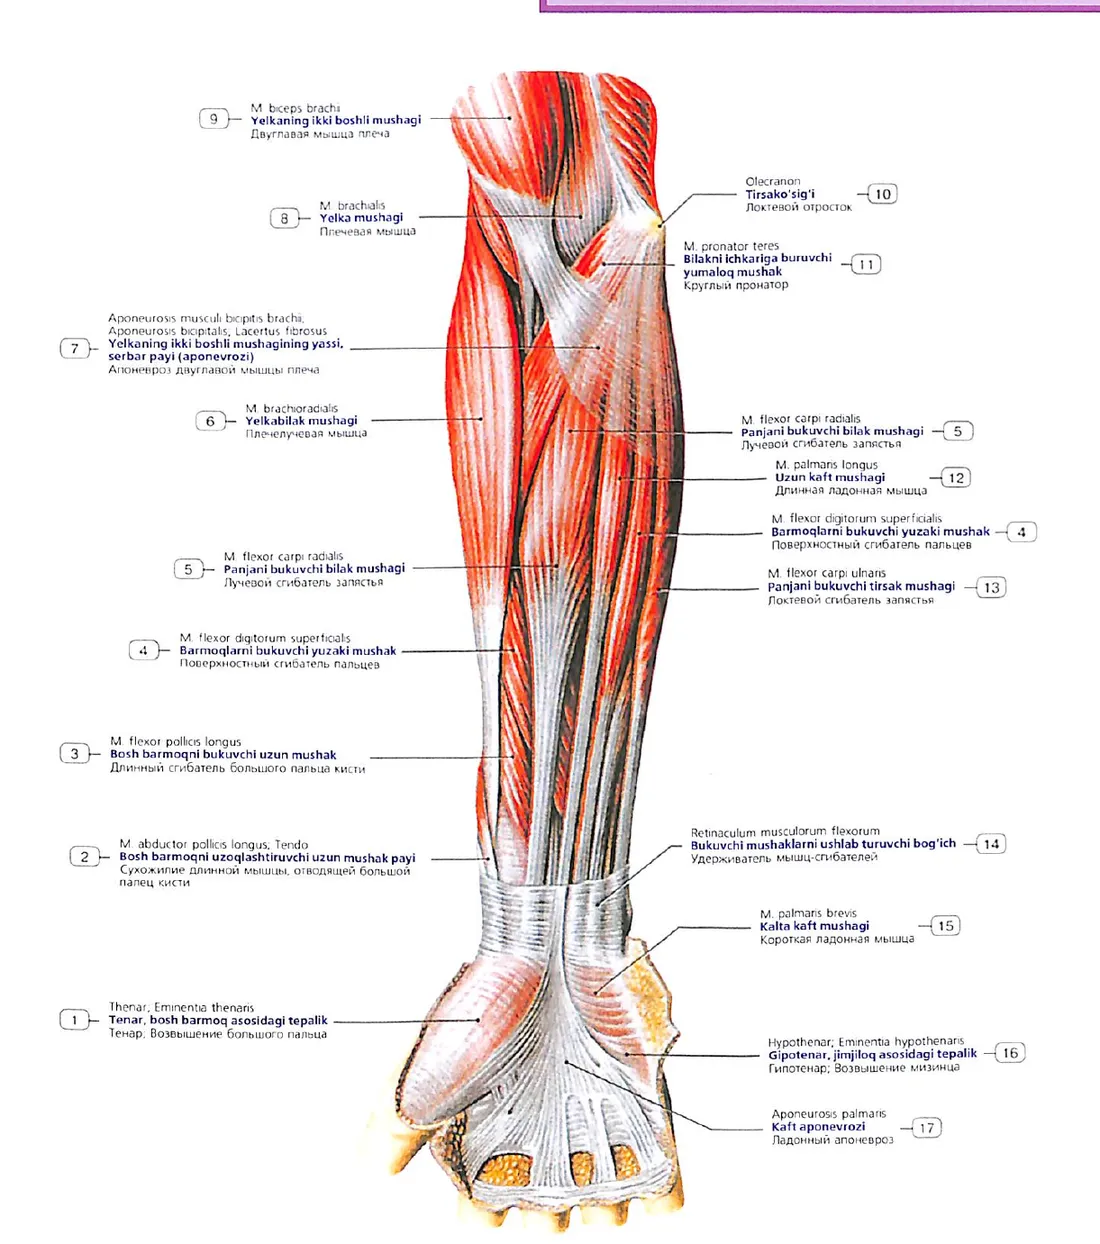 9
M biceps brachii
Yelkaning ikki boshli mushagi
Двуглавая мышца плеча
8
M. brachialis
Yelka mushagi
Плечевая мышца
7
Aponeurosis musculi bicipitis brachii;
Aponeurosis bicipitalis, Lacertus fibrosus
Yelkaning ikki boshli mushagining yassi,
serbar payi (aponevrozi)
Апоневроз двуглавой мышцы плеча
6
M. brachioradialis
Yelkabilak mushagi
Плечелучевая мышца
5
M. flexor carpi radialis
Panjani bukuvchi bilak mushagi
Лучевой сгибатель запястья
4
M. flexor digitorum superficialis
Barmoqlarni bukuvchi yuzaki mushak
Поверхностный сгибатель пальцев
3
M. flexor pollicis longus
Bosh barmoqni bukuvchi uzun mushak
Длинный сгибатель большого пальца кисти
2
M. abductor pollicis longus; Tendo
Bosh barmoqni uzoqlashtiruvchi uzun mushak payi
Сухожилие длинной мышцы, отводящей большой
палец кисти
1
Thenar; Eminentia thenaris
Tenar, bosh barmoq asosidagi tepalik
Тенар; Возвышение большого пальца
Olecranon
Tirsako'sig'i
Локтевой отросток
10
M. pronator teres
Bilakni ichkariga buruvchi
yumaloq mushak
Круглый пронатор
11
M. flexor carpi radialis
Panjani bukuvchi bilak mushagi
Лучевой сгибатель запястья
5
M. palmaris longus
Uzun kaft mushagi
Длинная ладонная мышца
12
M. flexor digitorum superficialis
Barmoqlarni bukuvchi yuzaki mushak
Поверхностный сгибатель пальцев
4
M. flexor carpi ulnaris
Panjani bukuvchi tirsak mushagi
Локтевой сгибатель запястья
13
Retinaculum musculorum flexorum
Bukuvchi mushaklarni ushlab turuvchi bog'ich
Удерживатель мышц-сгибателей
14
M. palmaris brevis
Kalta kaft mushagi
Короткая ладонная мышца
15
Hypothenar; Eminentia hypothenaris
Gipotenar, jimjiloq asosidagi tepalik
Гипотенар; Возвышение мизинца
16
Aponeurosis palmaris
Kaft aponevrozi
Ладонный апоневроз
17